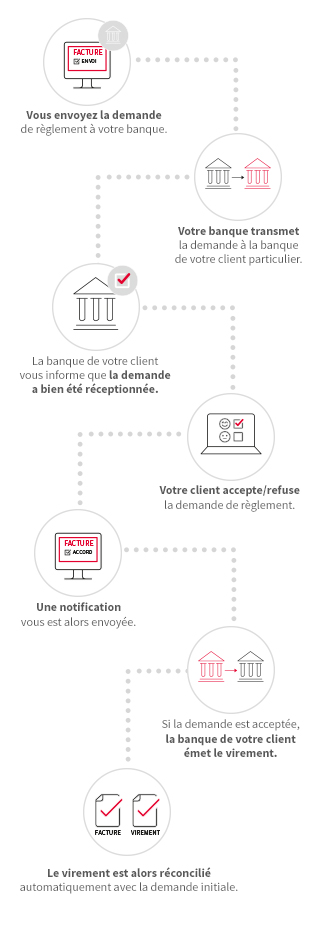 FACTURE
ENVOI
Vous envoyez la demande
de règlement à votre banque.
Votre banque transmet
la demande à la banque
de votre client particulier.
La banque de votre client
vous informe que la demande
a bien été réceptionnée.
Votre client accepte/refuse
la demande de règlement.
FACTURE
ACCORD
Une notification
vous est alors envoyée.
Si la demande est acceptée,
la banque de votre client
émet le virement.
FACTURE VIREMENT
Le virement est alors réconcilié
automatiquement avec la demande initiale.